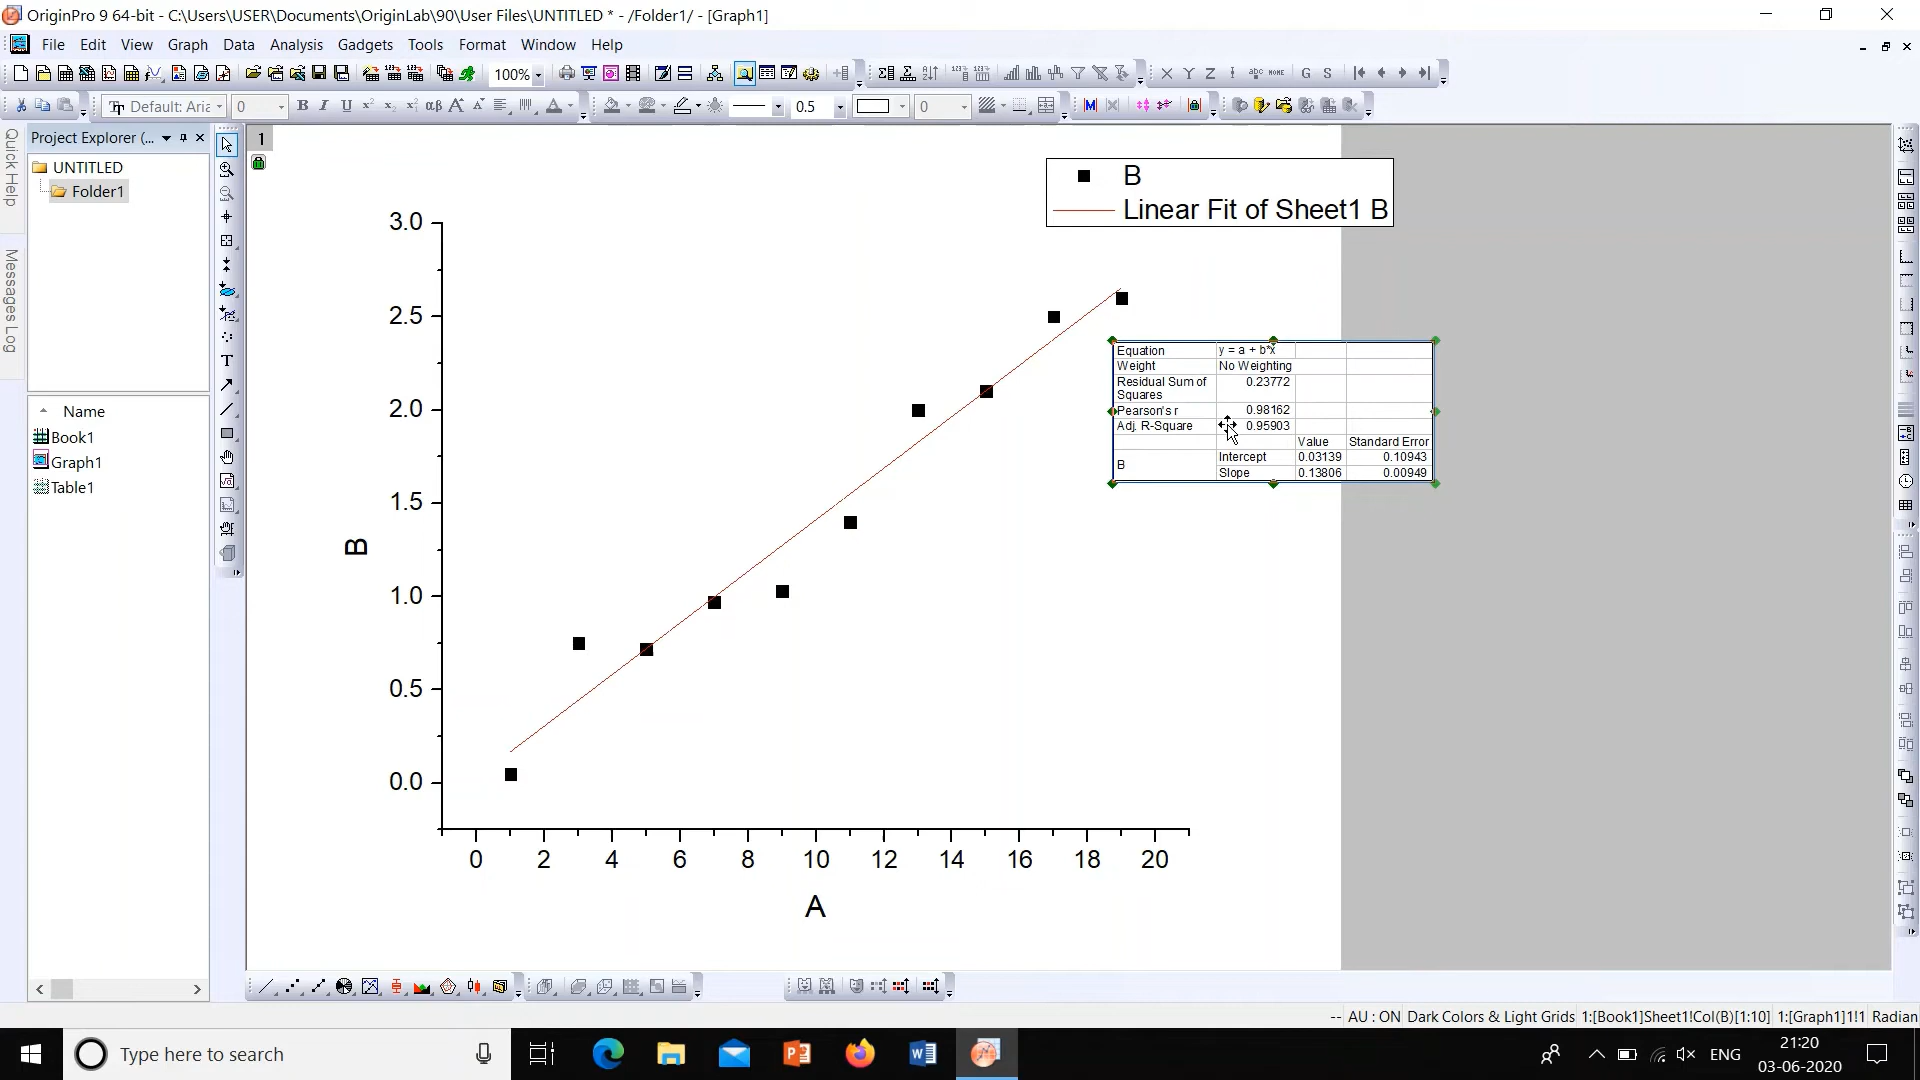 OriginPro 9 64-bit - C:\Users\USER\Documents\OriginLab\90\User Files\UNTITLED * - /Folder1/ - [Graph1]
File Edit View Graph Data Analysis Gadgets Tools Format Window Help
100%
Default: Aria 0 B I U αβ A A 0.5 0
Quick Help
Messages Log
Project Explorer (...
UNTITLED
Folder1
Name
Book1
Graph1
Table1
1
B
Linear Fit of Sheet1 B
3.0
2.5
2.0
1.5
1.0
0.5
0.0
B
0 2 4 6 8 10 12 14 16 18 20
A
Equation y = a + b*x
Weight No Weighting
Residual Sum of Squares 0.23772
Pearson's r 0.98162
Adj. R-Square 0.95903
Value Standard Error
B Intercept 0.03139 0.10943
Slope 0.13806 0.00949
-- AU : ON Dark Colors & Light Grids 1:[Book1]Sheet1!Col(B)[1:10] 1:[Graph1]1!1 Radian
Type here to search
ENG
21:20
03-06-2020